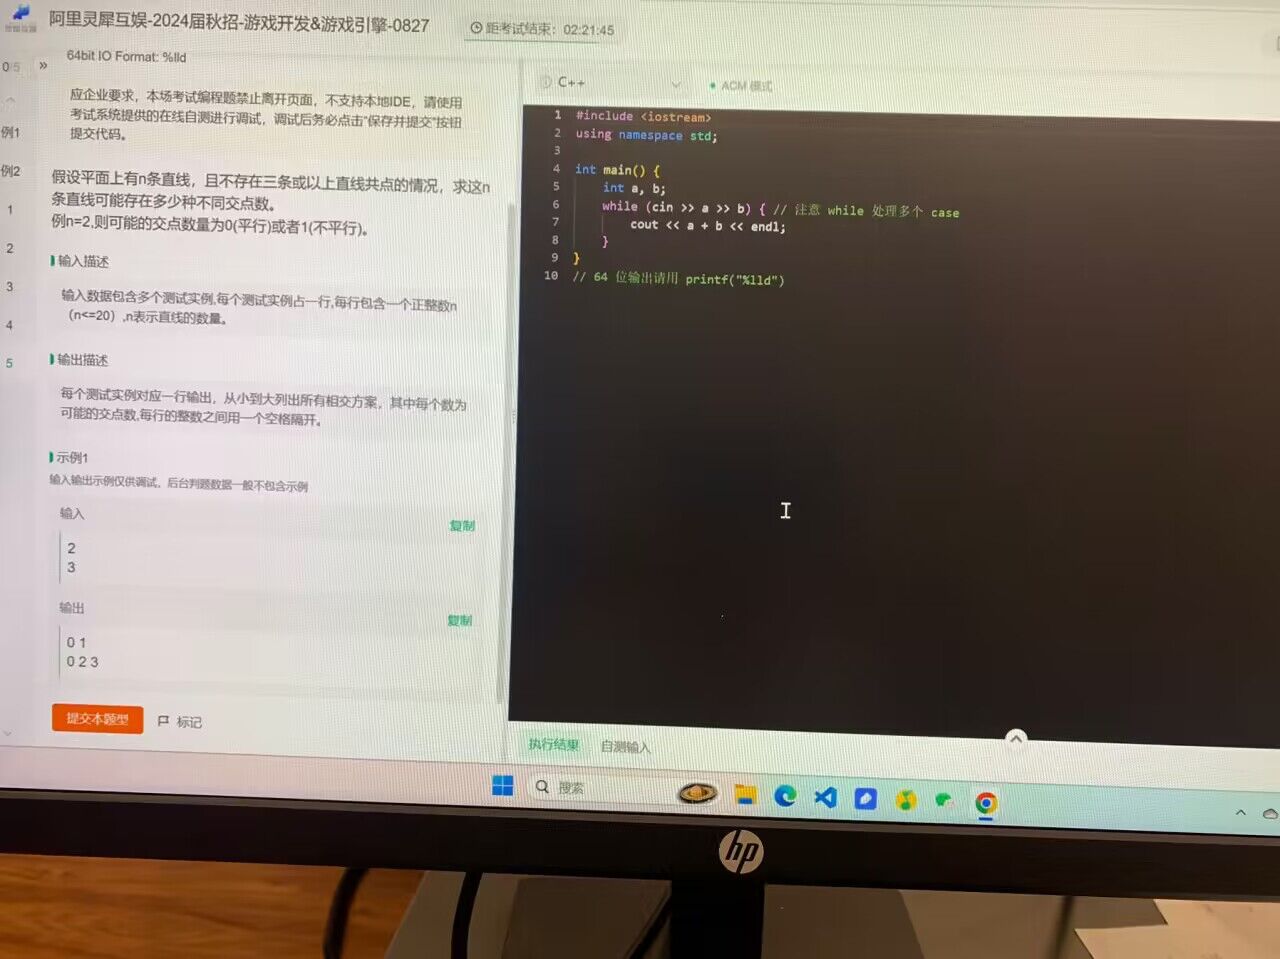 阿里灵犀互娱-2024届秋招-游戏开发&游戏引擎-0827
距考试结束：02:21:45
0/5
»
64bit IO Format: %lld
应企业要求，本场考试编程题禁止离开页面，不支持本地IDE，请使用
考试系统提供的在线自测进行调试，调试后务必点击"保存并提交"按钮
提交代码。
例1
例2
1
2
3
4
5
假设平面上有n条直线，且不存在三条或以上直线共点的情况，求这n
条直线可能存在多少种不同交点数。
例n=2,则可能的交点数量为0(平行)或者1(不平行)。
输入描述
输入数据包含多个测试实例,每个测试实例占一行,每行包含一个正整数n
（n<=20）,n表示直线的数量。
输出描述
每个测试实例对应一行输出，从小到大列出所有相交方案，其中每个数为
可能的交点数,每行的整数之间用一个空格隔开。
示例1
输入输出示例仅供调试，后台判题数据一般不包含示例
输入
复制
2
3
输出
复制
0 1
0 2 3
提交本题型
标记
C++
ACM 模式
1 #include <iostream>
2 using namespace std;
3
4 int main() {
5 int a, b;
6 while (cin >> a >> b) { // 注意 while 处理多个 case
7 cout << a + b << endl;
8 }
9 }
10 // 64 位输出请用 printf("%lld")
执行结果
自测输入
搜索
hp